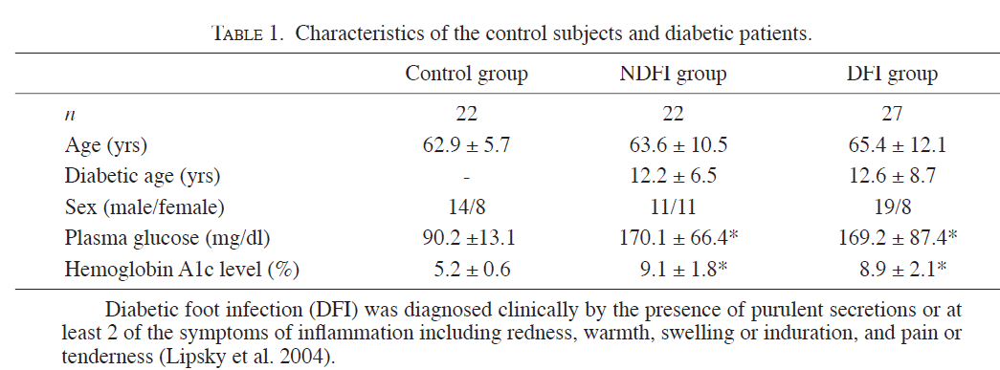 TABLE 1. Characteristics of the control subjects and diabetic patients.
Control group NDFI group DFI group
n 22 22 27
Age (yrs) 62.9 ± 5.7 63.6 ± 10.5 65.4 ± 12.1
Diabetic age (yrs) - 12.2 ± 6.5 12.6 ± 8.7
Sex (male/female) 14/8 11/11 19/8
Plasma glucose (mg/dl) 90.2 ±13.1 170.1 ± 66.4* 169.2 ± 87.4*
Hemoglobin A1c level (%) 5.2 ± 0.6 9.1 ± 1.8* 8.9 ± 2.1*
Diabetic foot infection (DFI) was diagnosed clinically by the presence of purulent secretions or at
least 2 of the symptoms of inflammation including redness, warmth, swelling or induration, and pain or
tenderness (Lipsky et al. 2004).